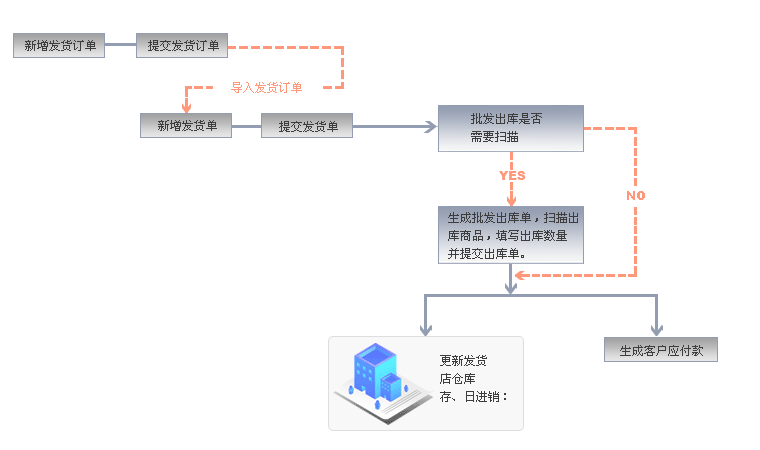 新增发货订单
提交发货订单
导入发货订单
新增发货单
提交发货单
批发出库是否
需要扫描
YES
NO
生成批发出库单，扫描出
库商品，填写出库数量
并提交出库单。
更新发货
店仓库
存、日进销：
生成客户应付款